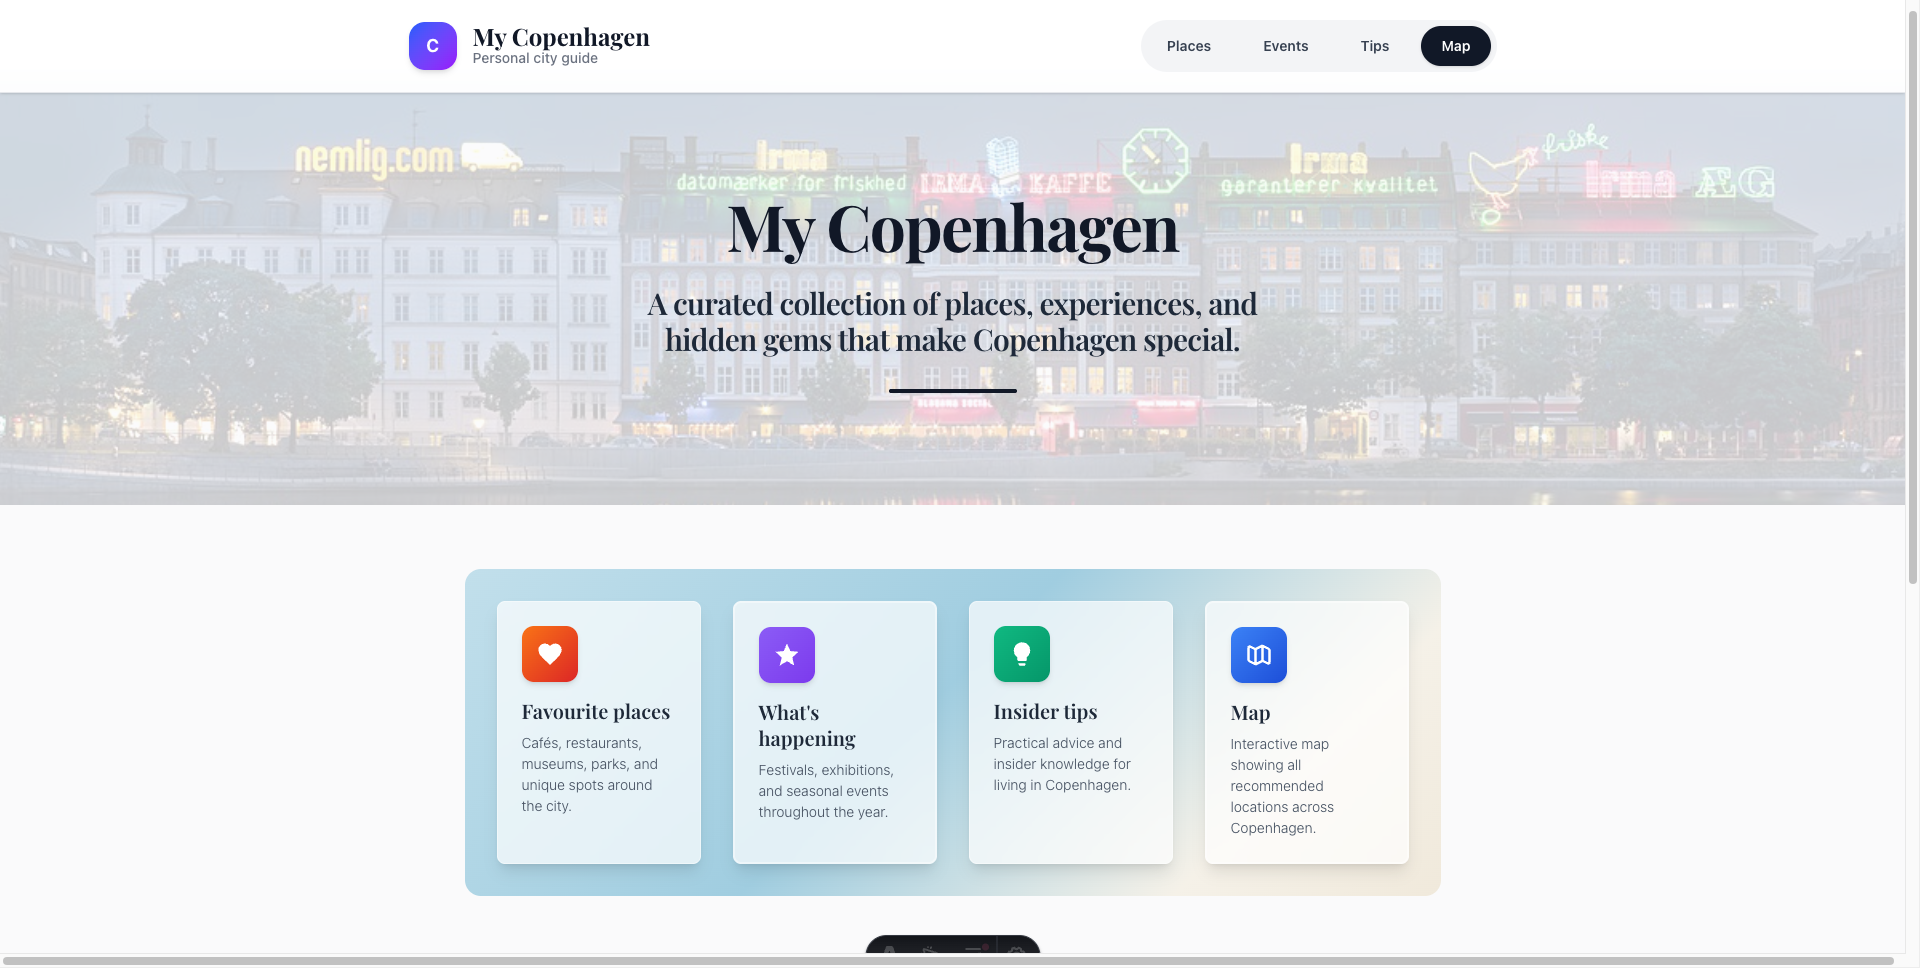 C
My Copenhagen
Personal city guide
Places
Events
Tips
Map
nemlig.com
Irma
datomærker for friskhed
IRMA KAFFE
Irma
garanterer kvalitet
friske
Irma
ÆG
My Copenhagen
A curated collection of places, experiences, and
hidden gems that make Copenhagen special.
Favourite places
Cafés, restaurants,
museums, parks, and
unique spots around
the city.
What's
happening
Festivals, exhibitions,
and seasonal events
throughout the year.
Insider tips
Practical advice and
insider knowledge for
living in Copenhagen.
Map
Interactive map
showing all
recommended
locations across
Copenhagen.